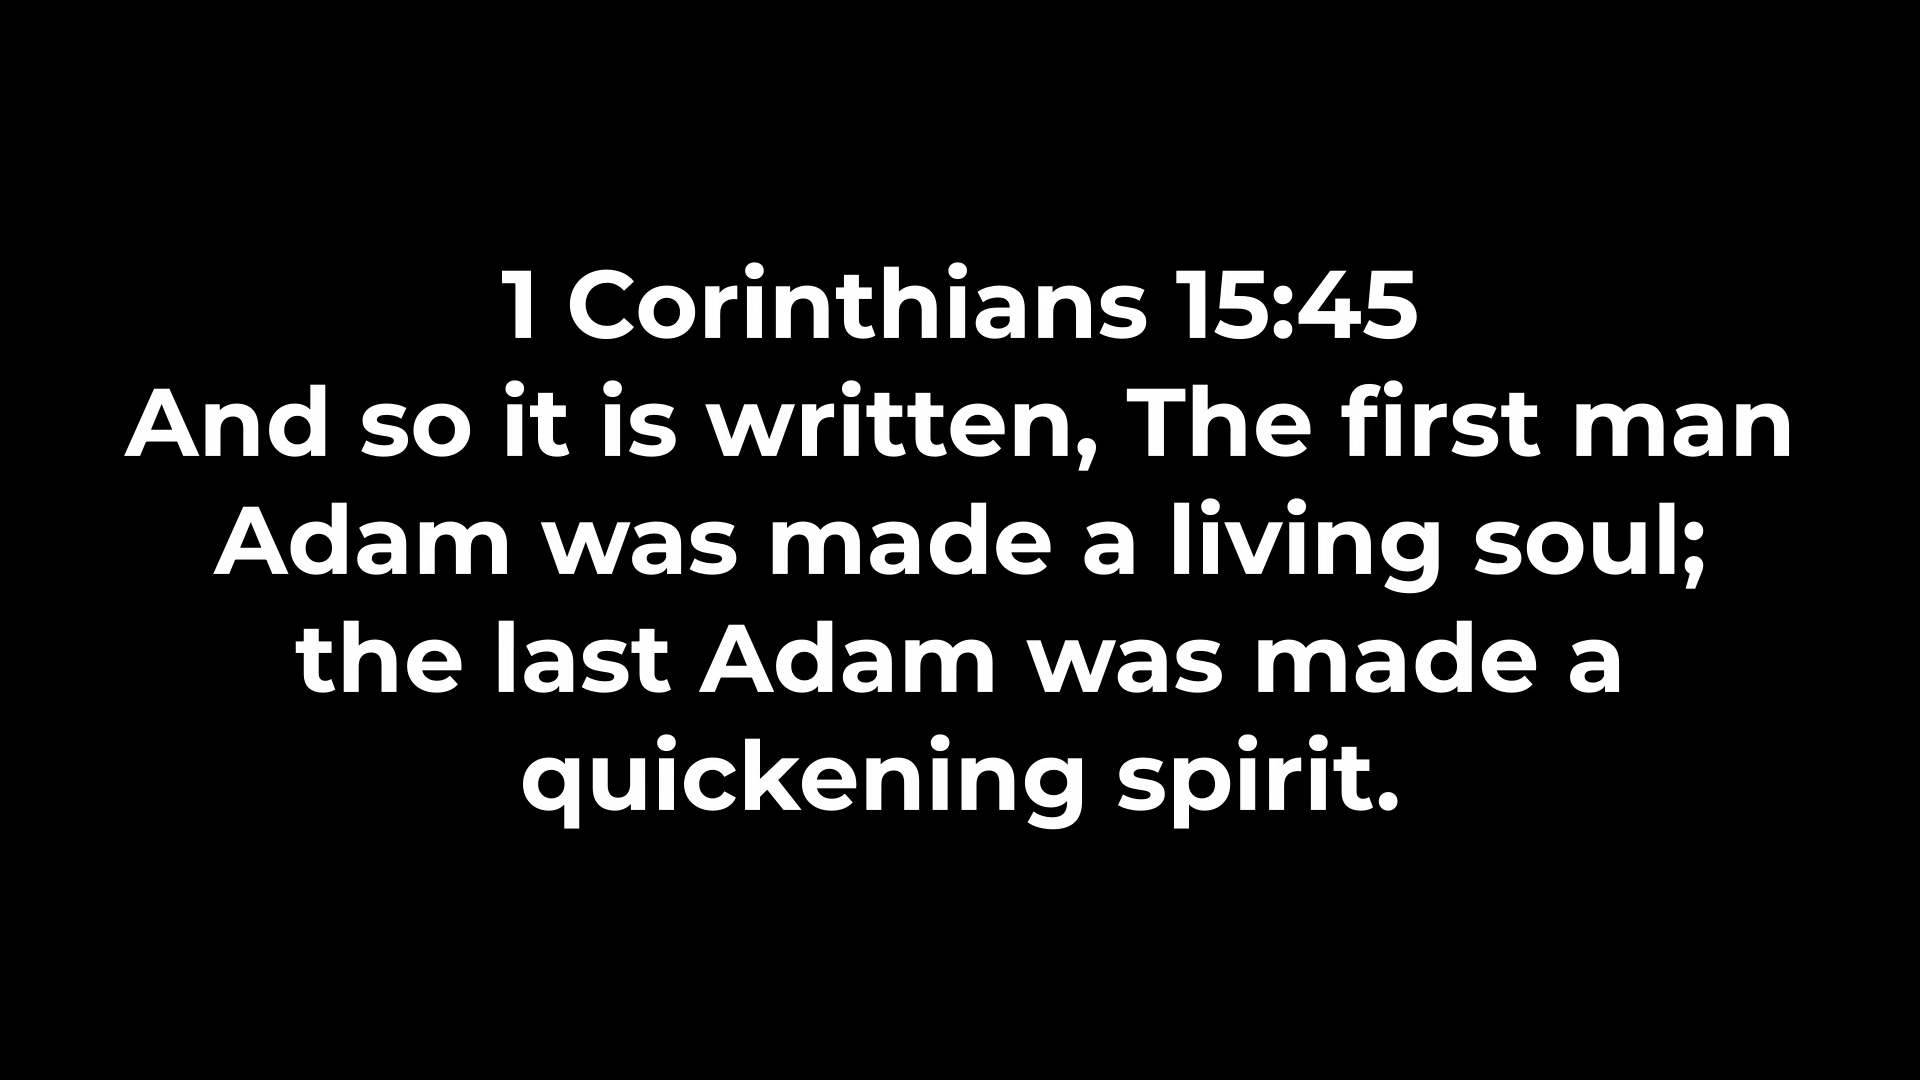 1 Corinthians 15:45
And so it is written, The first man
Adam was made a living soul;
the last Adam was made a
quickening spirit.